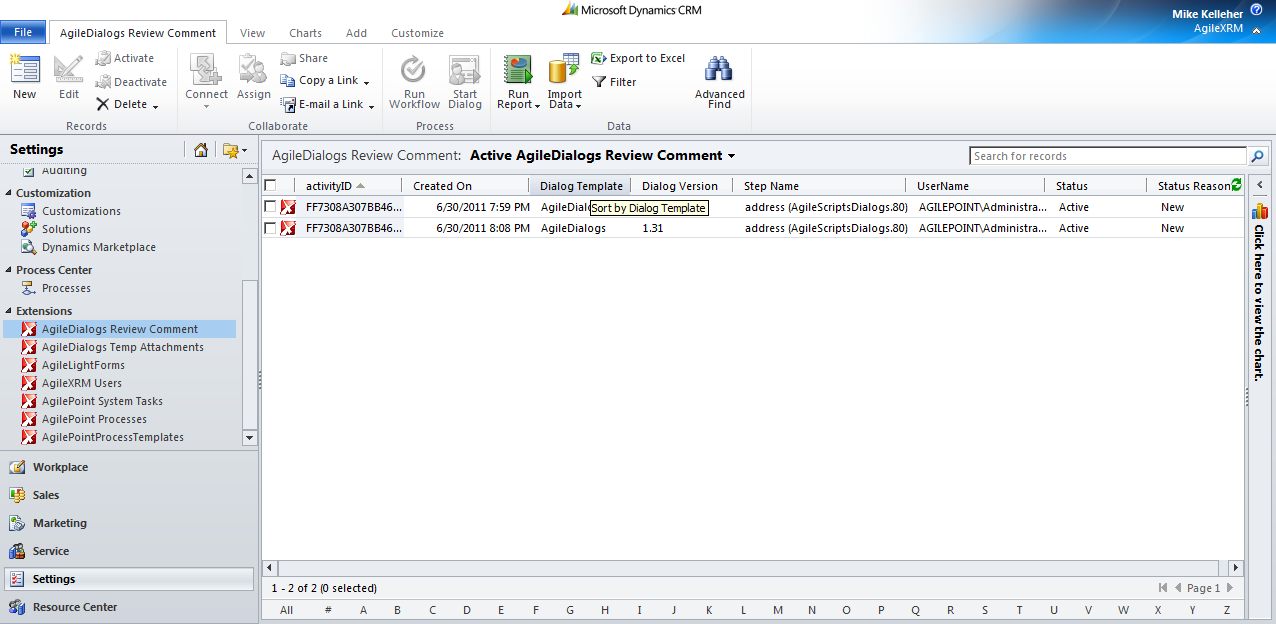 Microsoft Dynamics CRM
Mike Kelleher
AgileXRM
File AgileDialogs Review Comment View Charts Add Customize
New Edit Activate Deactivate Delete
Records
Connect Assign Share Copy a Link E-mail a Link
Collaborate
Run Workflow Start Dialog
Process
Run Report Import Data Export to Excel Filter Advanced Find
Data
Settings
Auditing
Customization
Customizations
Solutions
Dynamics Marketplace
Process Center
Processes
Extensions
AgileDialogs Review Comment
AgileDialogs Temp Attachments
AgileLightForms
AgileXRM Users
AgilePoint System Tasks
AgilePoint Processes
AgilePointProcessTemplates
Workplace
Sales
Marketing
Service
Settings
Resource Center
AgileDialogs Review Comment: Active AgileDialogs Review Comment
Search for records
activityID Created On Dialog Template Dialog Version Step Name UserName Status Status Reason
FF7308A307BB46... 6/30/2011 7:59 PM AgileDial address (AgileScriptsDialogs.80) AGILEPOINT\Administra... Active New
Sort by Dialog Template
FF7308A307BB46... 6/30/2011 8:08 PM AgileDialogs 1.31 address (AgileScriptsDialogs.80) AGILEPOINT\Administra... Active New
Click here to view the chart.
1 - 2 of 2 (0 selected) Page 1
All # A B C D E F G H I J K L M N O P Q R S T U V W X Y Z